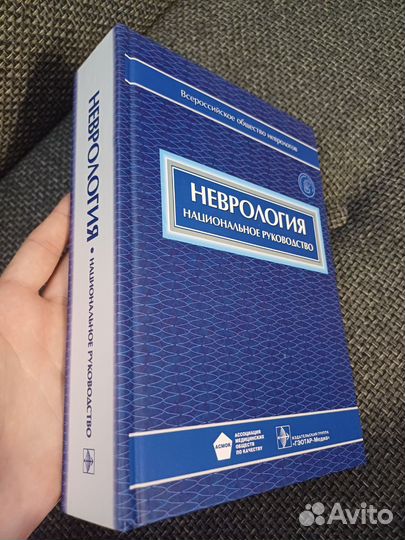 Всероссийское общество неврологов
НЕВРОЛОГИЯ
НАЦИОНАЛЬНОЕ РУКОВОДСТВО
НЕВРОЛОГИЯ • НАЦИОНАЛЬНОЕ РУКОВОДСТВО
АСМОК
АССОЦИАЦИЯ
МЕДИЦИНСКИХ
ОБЩЕСТВ
ПО КАЧЕСТВУ
ИЗДАТЕЛЬСКАЯ ГРУППА
«ГЭОТАР-Медиа»
Avito